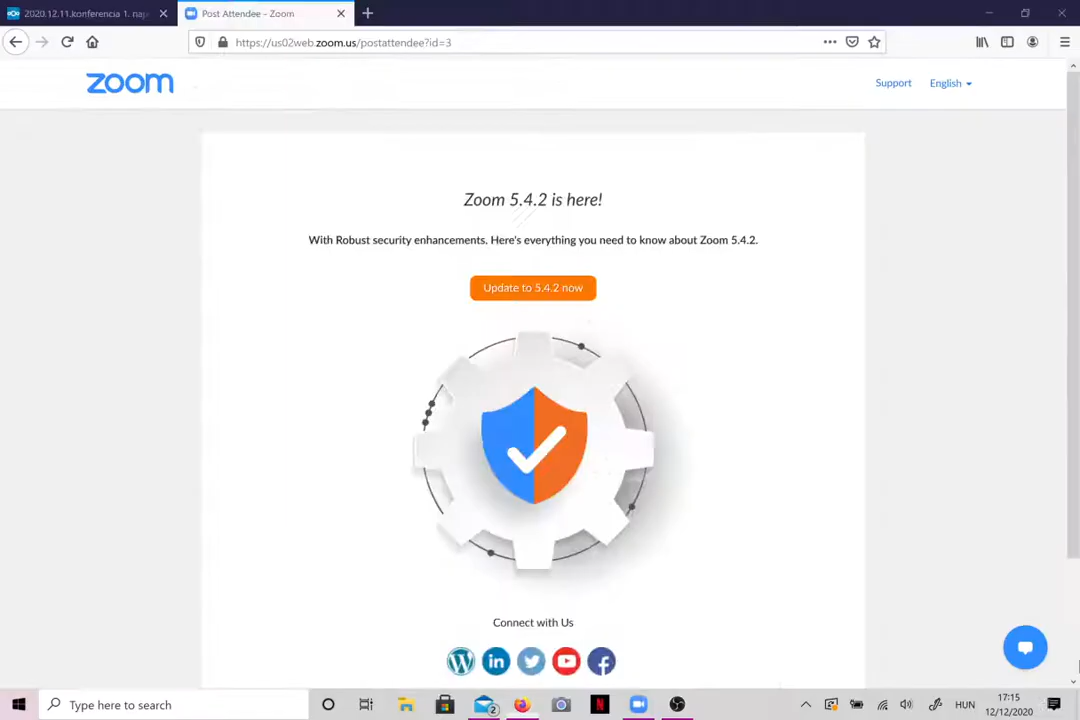 2020.12.11.konferencia 1. nap
Post Attendee - Zoom
https://us02web.zoom.us/postattendee?id=3
zoom
Support
English
Zoom 5.4.2 is here!
With Robust security enhancements. Here's everything you need to know about Zoom 5.4.2.
Update to 5.4.2 now
Connect with Us
in
Type here to search
2
N
HUN
17:15
12/12/2020